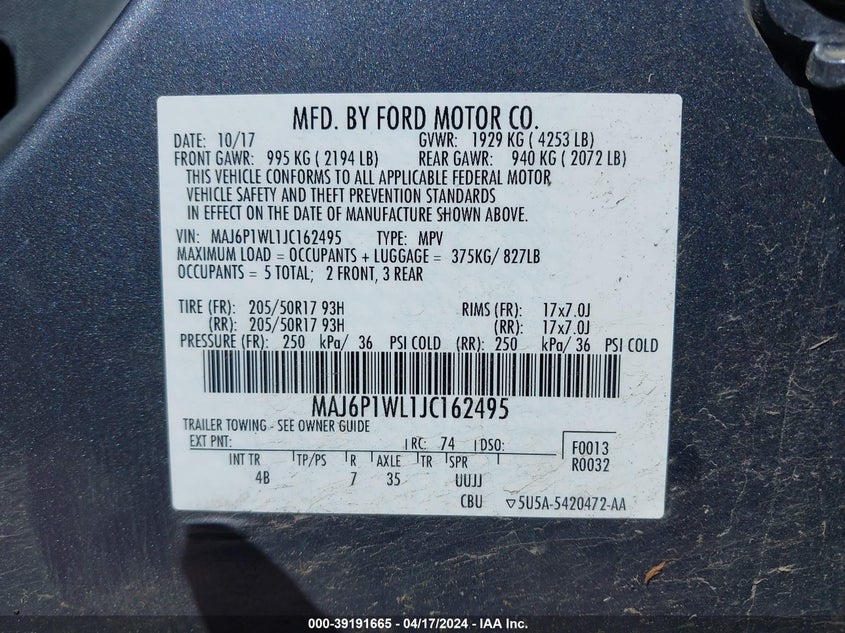 MFD. BY FORD MOTOR CO.
DATE: 10/17 GVWR: 1929 KG ( 4253 LB)
FRONT GAWR: 995 KG ( 2194 LB) REAR GAWR: 940 KG ( 2072 LB)
THIS VEHICLE CONFORMS TO ALL APPLICABLE FEDERAL MOTOR
VEHICLE SAFETY AND THEFT PREVENTION STANDARDS
IN EFFECT ON THE DATE OF MANUFACTURE SHOWN ABOVE.
VIN: MAJ6P1WL1JC162495 TYPE: MPV
MAXIMUM LOAD = OCCUPANTS + LUGGAGE = 375KG/ 827LB
OCCUPANTS = 5 TOTAL; 2 FRONT, 3 REAR
TIRE (FR): 205/50R17 93H RIMS (FR): 17x7.0J
(RR): 205/50R17 93H (RR): 17x7.0J
PRESSURE (FR): 250 kPa/ 36 PSI COLD (RR): 250 kPa/ 36 PSI COLD
MAJ6P1WL1JC162495
TRAILER TOWING - SEE OWNER GUIDE
EXT PNT: RC: 74 DSO: F0013
R0032
INT TR TP/PS R AXLE TR SPR
4B 7 35 UUJJ
CBU ▽5U5A-5420472-AA
000-39191665 - 04/17/2024 - IAA Inc.